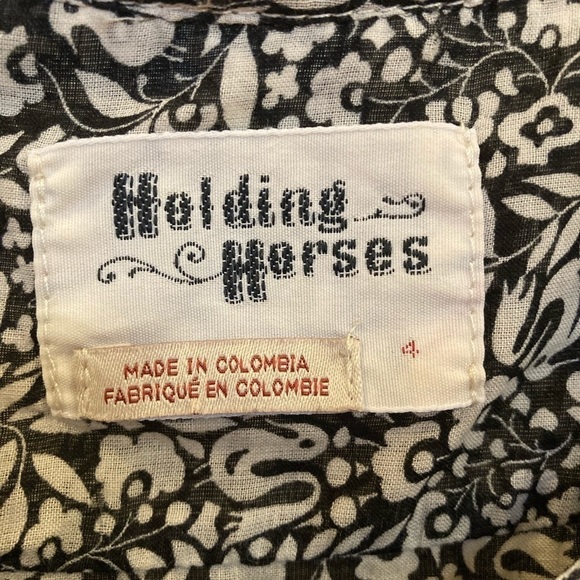 Holding
Horses
4
MADE IN COLOMBIA
FABRIQUÉ EN COLOMBIE